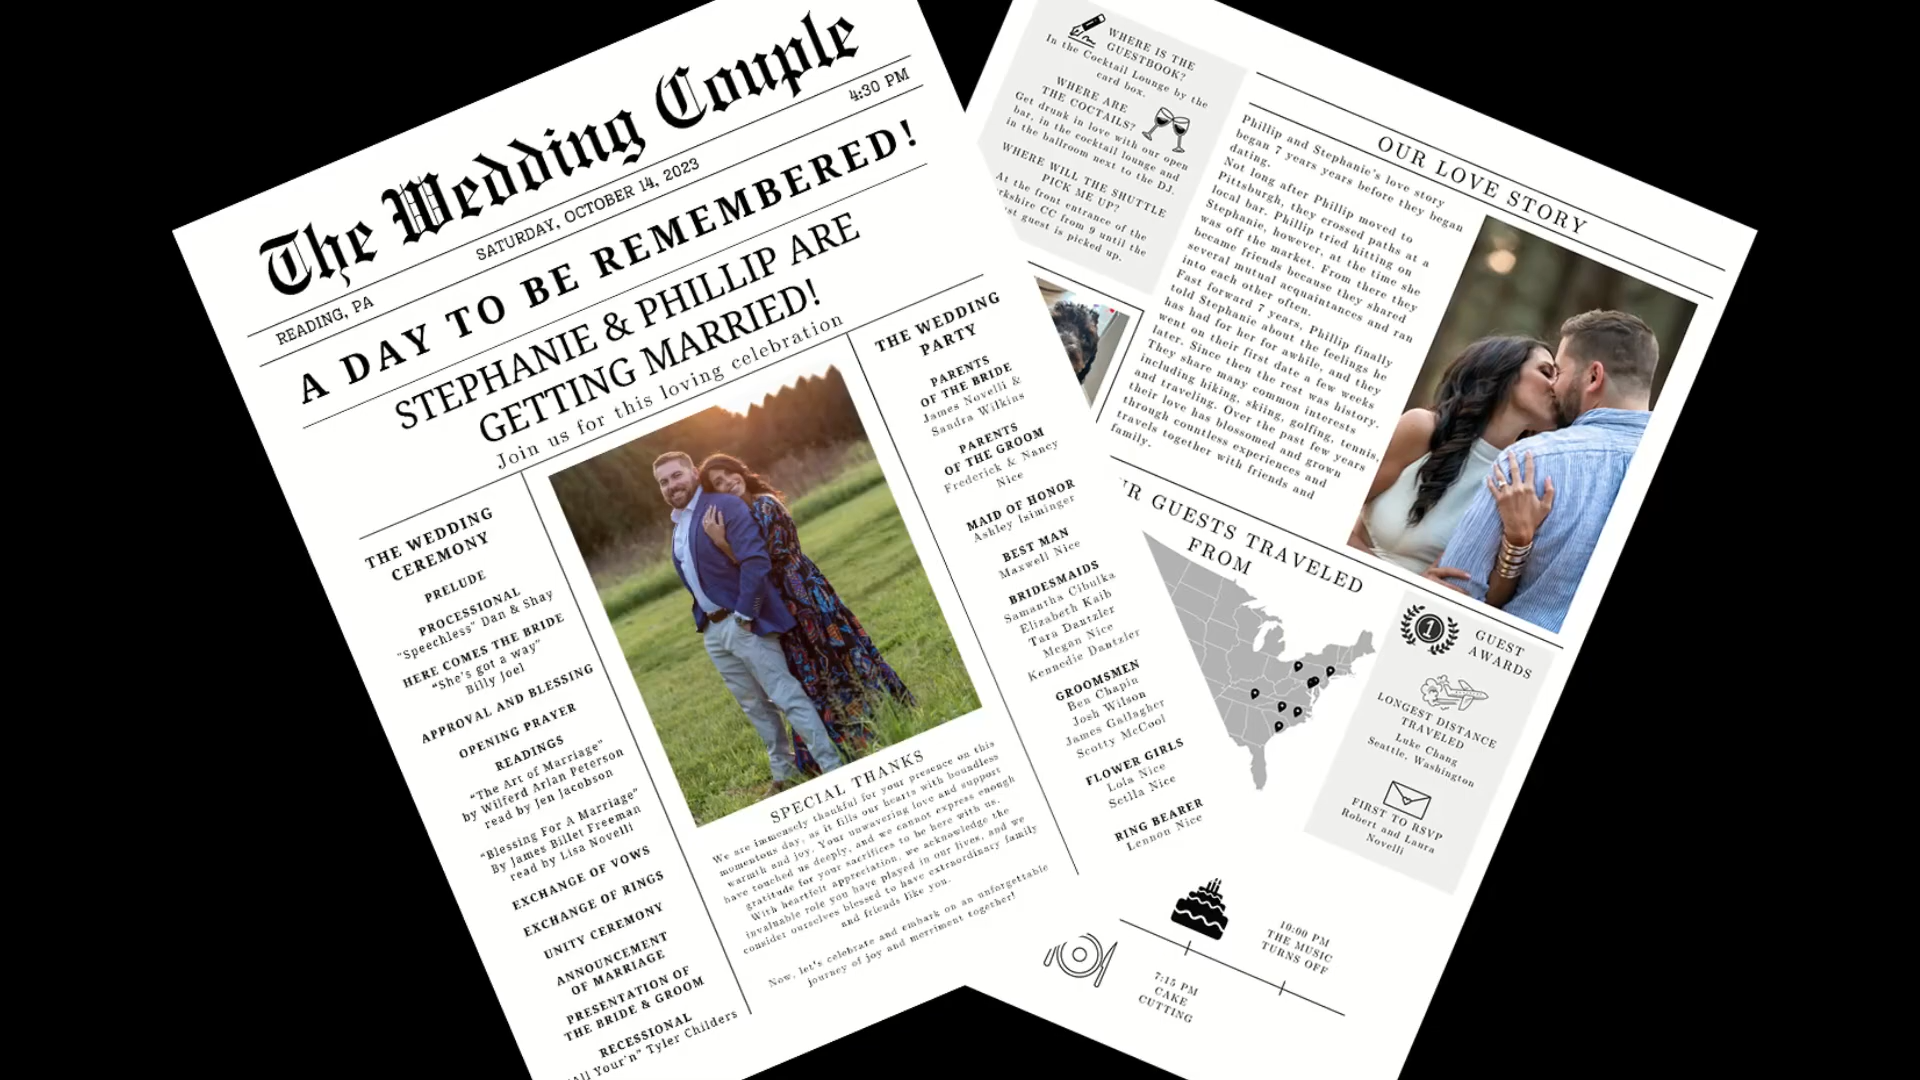 The Wedding Couple
READING, PA
SATURDAY, OCTOBER 14, 2023
4:30 PM
A DAY TO BE REMEMBERED!
STEPHANIE & PHILLIP ARE
GETTING MARRIED!
Join us for this loving celebration
THE WEDDING
CEREMONY
PRELUDE
PROCESSIONAL
"Speechless" Dan & Shay
HERE COMES THE BRIDE
"She's got a way"
Billy Joel
APPROVAL AND BLESSING
OPENING PRAYER
READINGS
"The Art of Marriage"
by Wilferd Arlan Peterson
read by Jen Jacobson
"Blessing For A Marriage"
By James Billet Freeman
read by Lisa Novelli
EXCHANGE OF VOWS
EXCHANGE OF RINGS
UNITY CEREMONY
ANNOUNCEMENT
OF MARRIAGE
PRESENTATION OF
THE BRIDE & GROOM
RECESSIONAL
"All Your'n" Tyler Childers
SPECIAL THANKS
We are immensely thankful for your presence on this
momentous day, as it fills our hearts with boundless
warmth and joy. Your unwavering love and support
have touched us deeply, and we cannot express enough
gratitude for your sacrifices to be here with us.
With heartfelt appreciation, we acknowledge the
invaluable role you have played in our lives, and we
consider ourselves blessed to have extraordinary family
and friends like you.
Now, let's celebrate and embark on an unforgettable
journey of joy and merriment together!
THE WEDDING
PARTY
PARENTS
OF THE BRIDE
James Novelli &
Sandra Wilkins
PARENTS
OF THE GROOM
Frederick & Nancy
Nice
MAID OF HONOR
Ashley Isiminger
BEST MAN
Maxwell Nice
BRIDESMAIDS
Samantha Cibulka
Elizabeth Kaib
Tara Dantzler
Megan Nice
Kennedie Dantzler
GROOMSMEN
Ben Chapin
Josh Wilson
James Gallagher
Scotty McCool
FLOWER GIRLS
Lola Nice
Setlla Nice
RING BEARER
Lennon Nice
WHERE IS THE
GUESTBOOK?
In the Cocktail Lounge by the
card box.
WHERE ARE
THE COCTAILS?
Get drunk in love with our open
bar, in the cocktail lounge and
in the ballroom next to the DJ.
WHERE WILL THE SHUTTLE
PICK ME UP?
At the front entrance of the
rkshire CC from 9 until the
st guest is picked up.
OUR LOVE STORY
Phillip and Stephanie's love story
began 7 years years before they began
dating.
Not long after Phillip moved to
Pittsburgh, they crossed paths at a
local bar. Phillip tried hitting on
Stephanie, however, at the time she
was off the market. From there they
became friends because they shared
several mutual acquaintances and ran
into each other often.
Fast forward 7 years, Phillip finally
told Sterphanie about the feelings he
has had for her for awhile, and they
went on their first date a few weeks
later. Since then the rest was history.
They share many common interests
including hiking, skiing, golfing, tennis,
and traveling. Over the past few years
their love has blossomed and grown
through countless experiences and
travels together with friends and
family.
UR GUESTS TRAVELED
FROM
1
GUEST
AWARDS
LONGEST DISTANCE
TRAVELED
Luke Chang
Seattle, Washington
FIRST TO RSVP
Robert and Laura
Novelli
10:00 PM
THE MUSIC
TURNS OFF
7:15 PM
CAKE
CUTTING